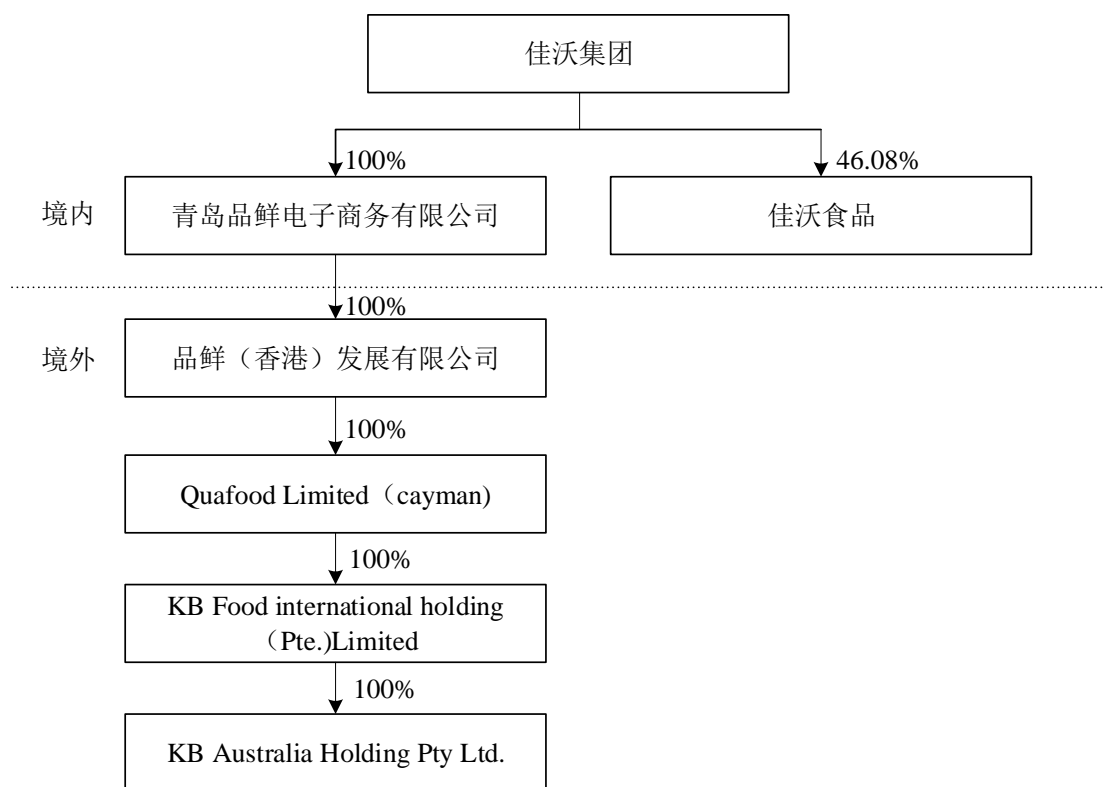 佳沃集团
100%
46.08%
境内
青岛品鲜电子商务有限公司
佳沃食品
100%
境外
品鲜（香港）发展有限公司
100%
Quafood Limited（cayman)
100%
KB Food international holding
（Pte.)Limited
100%
KB Australia Holding Pty Ltd.